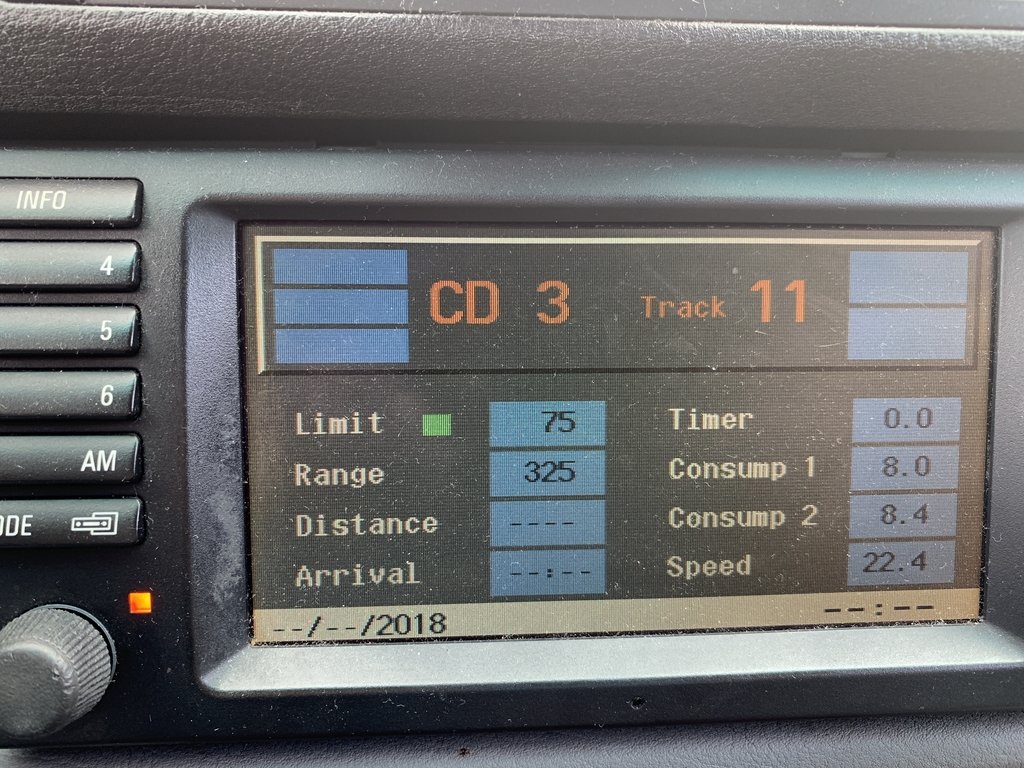 INFO
4
5
6
AM
ODE
CD 3 Track 11
Limit 75
Range 325
Distance ----
Arrival --:--
Timer 0.0
Consump 1 8.0
Consump 2 8.4
Speed 22.4
--/--/2018 --:--